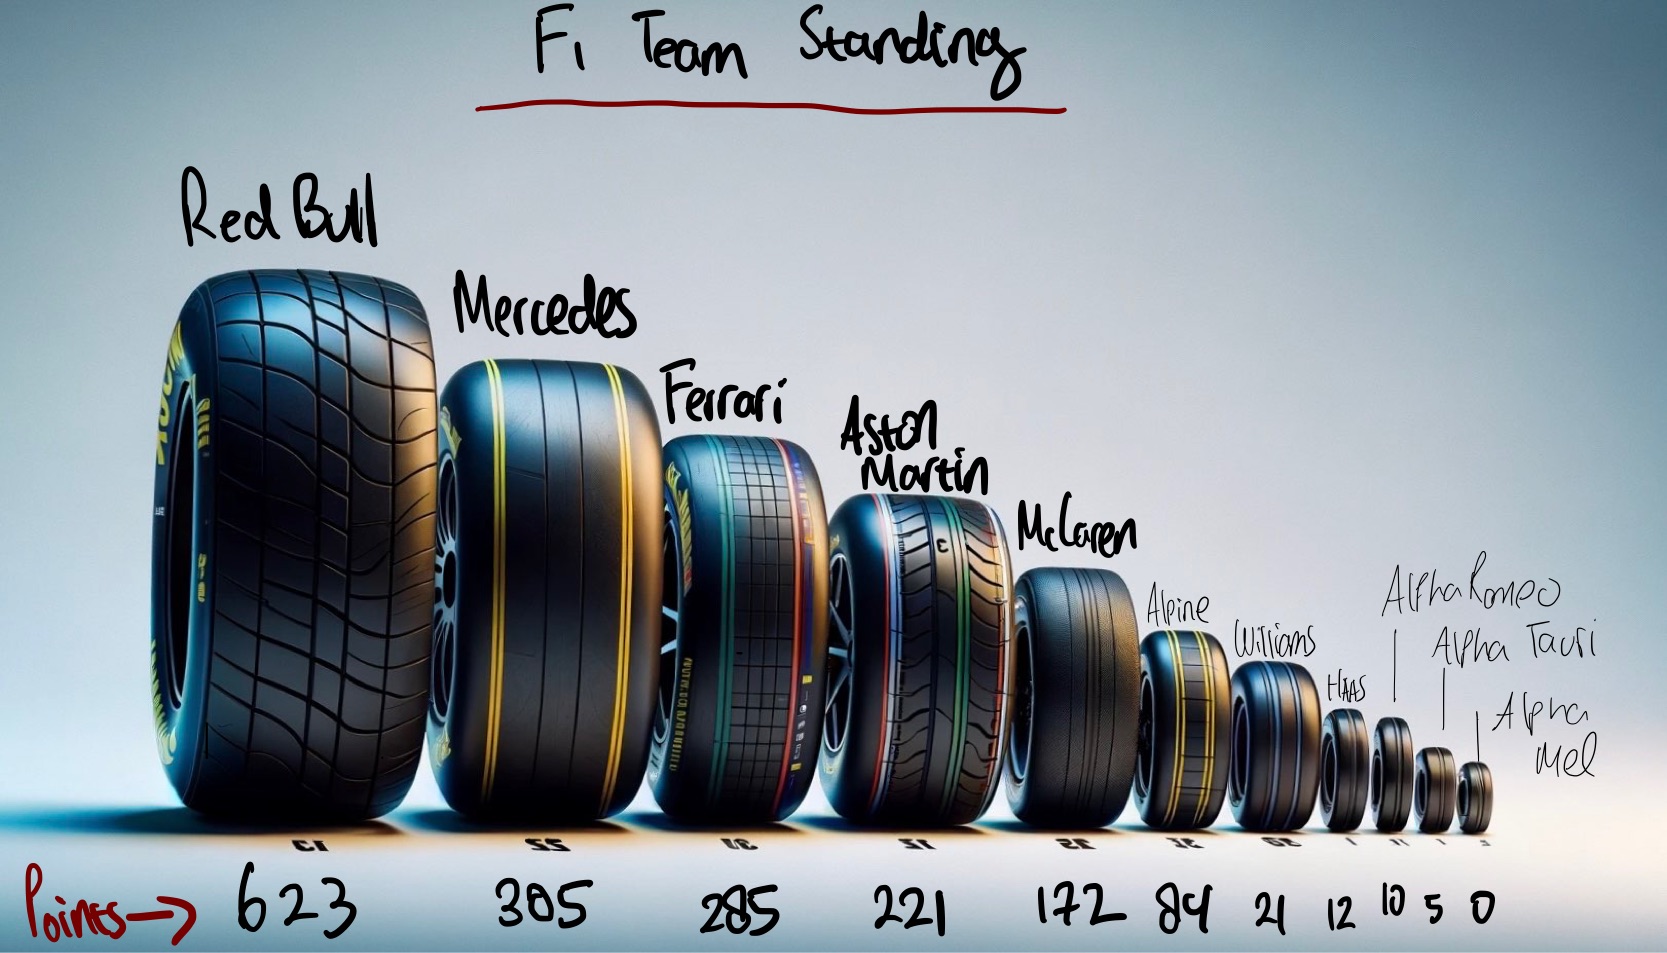 F1 Team Standing
Red Bull
Mercedes
Ferrari
Aston
Martin
McLaren
Alpine
Williams
HAAS
Alpha Romeo
Alpha Tauri
Alpha
Mel
Points → 623 305 285 221 172 84 21 12 10 5 0